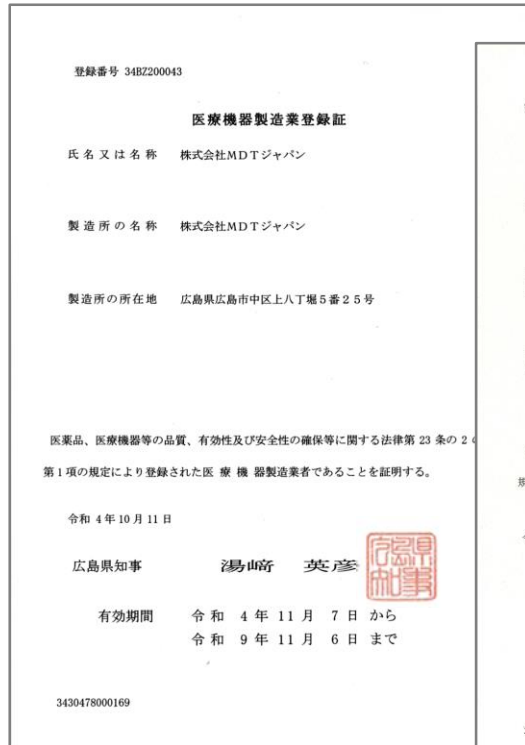 登録番号 34BZ200043
医療機器製造業登録証
氏名又は名称 株式会社MDTジャパン
製造所の名称 株式会社MDTジャパン
製造所の所在地 広島県広島市中区上八丁堀5番25号
医薬品、医療機器等の品質、有効性及び安全性の確保等に関する法律第 23 条の 2 の
第1項の規定により登録された医 療 機 器製造業者であることを証明する。
令和 4年10月11日
広島県知事 湯﨑 英彦
有効期間 令和 4年11月 7日 から
令和 9年11月 6日 まで
3430478000169